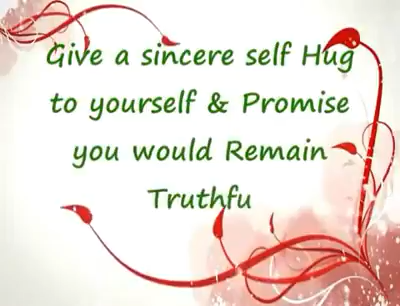 Give a sincere self Hug
to yourself & Promise
you would Remain
Truthfu